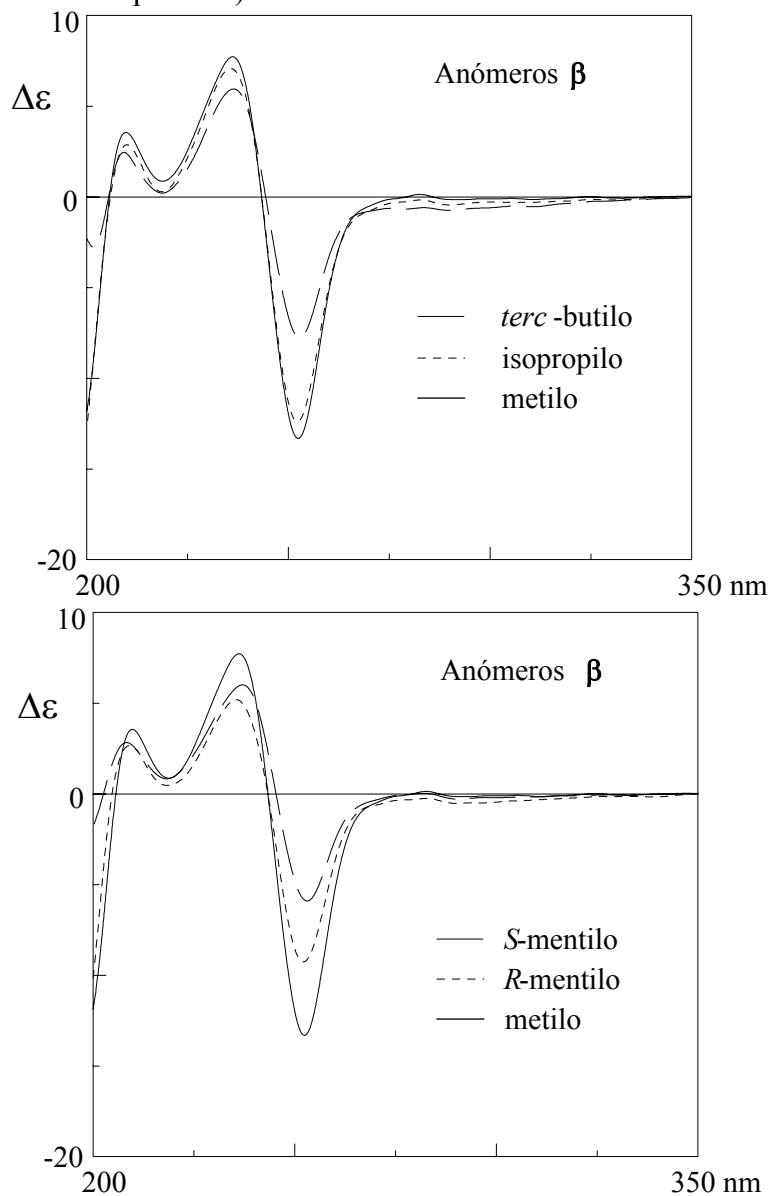 10
Anómeros β
Δε
0
terc -butilo
isopropilo
metilo
-20
200
350 nm
10
Anómeros β
Δε
0
S-mentilo
R-mentilo
metilo
-20
200
350 nm